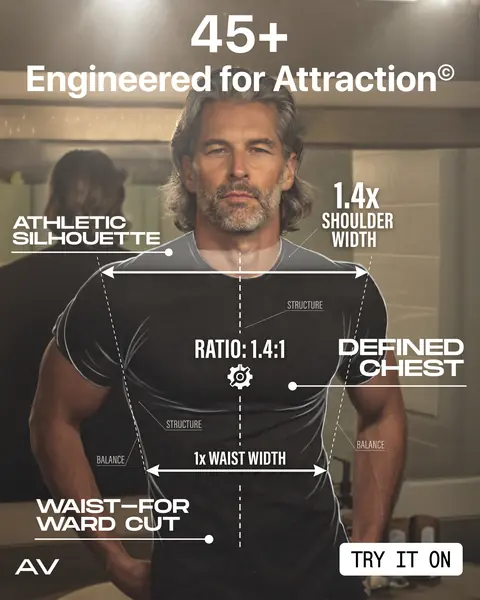 45+
Engineered for Attraction©
1.4x
SHOULDER
WIDTH
ATHLETIC
SILHOUETTE
STRUCTURE
RATIO: 1.4:1
DEFINED
CHEST
STRUCTURE
BALANCE
BALANCE
1x WAIST WIDTH
WAIST-FOR
WARD CUT
AV
TRY IT ON